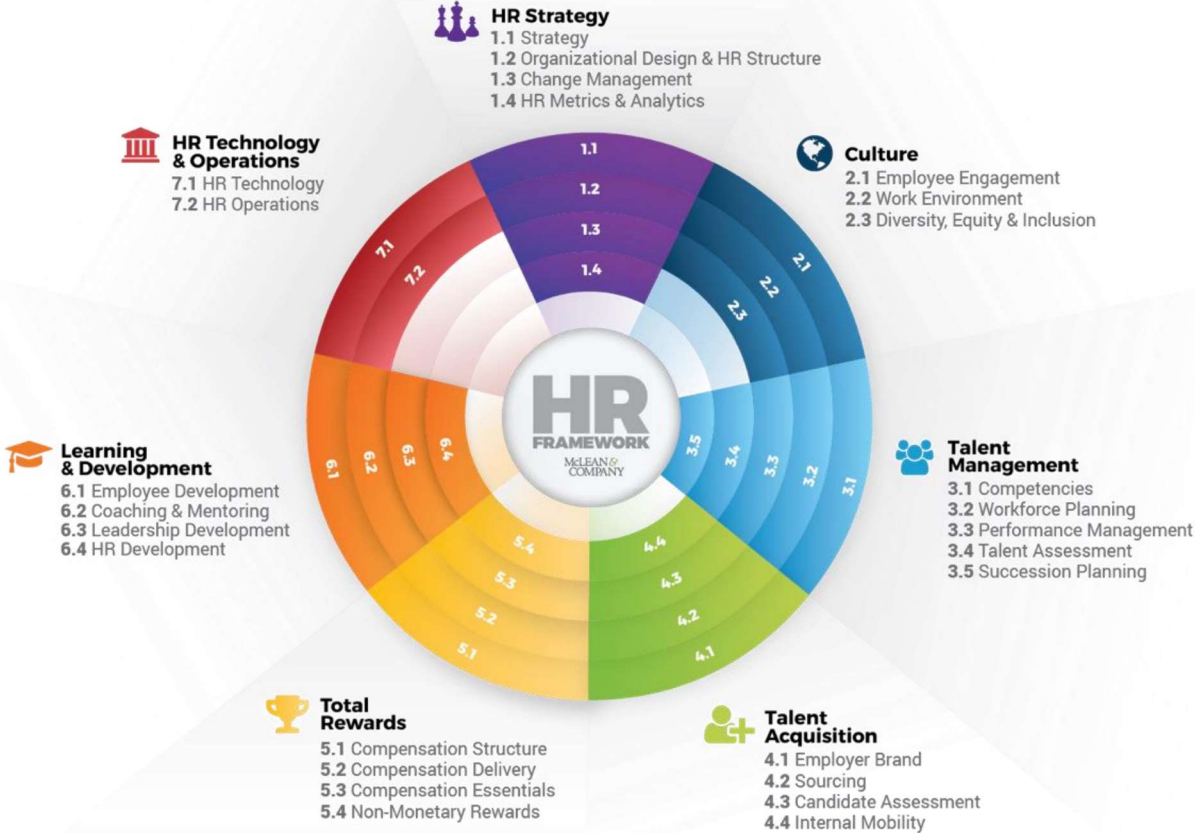 HR Strategy
1.1 Strategy
1.2 Organizational Design & HR Structure
1.3 Change Management
1.4 HR Metrics & Analytics
HR Technology
& Operations
7.1 HR Technology
7.2 HR Operations
Culture
2.1 Employee Engagement
2.2 Work Environment
2.3 Diversity, Equity & Inclusion
1.1
1.2
1.3
1.4
2.1
2.2
2.3
7.1
7.2
HR
FRAMEWORK
McLEAN &
COMPANY
3.5
3.4
3.3
3.2
3.1
6.1
6.2
6.3
6.4
5.4
5.3
5.2
5.1
4.4
4.3
4.2
4.1
Learning
& Development
6.1 Employee Development
6.2 Coaching & Mentoring
6.3 Leadership Development
6.4 HR Development
Talent
Management
3.1 Competencies
3.2 Workforce Planning
3.3 Performance Management
3.4 Talent Assessment
3.5 Succession Planning
Total
Rewards
5.1 Compensation Structure
5.2 Compensation Delivery
5.3 Compensation Essentials
5.4 Non-Monetary Rewards
Talent
Acquisition
4.1 Employer Brand
4.2 Sourcing
4.3 Candidate Assessment
4.4 Internal Mobility